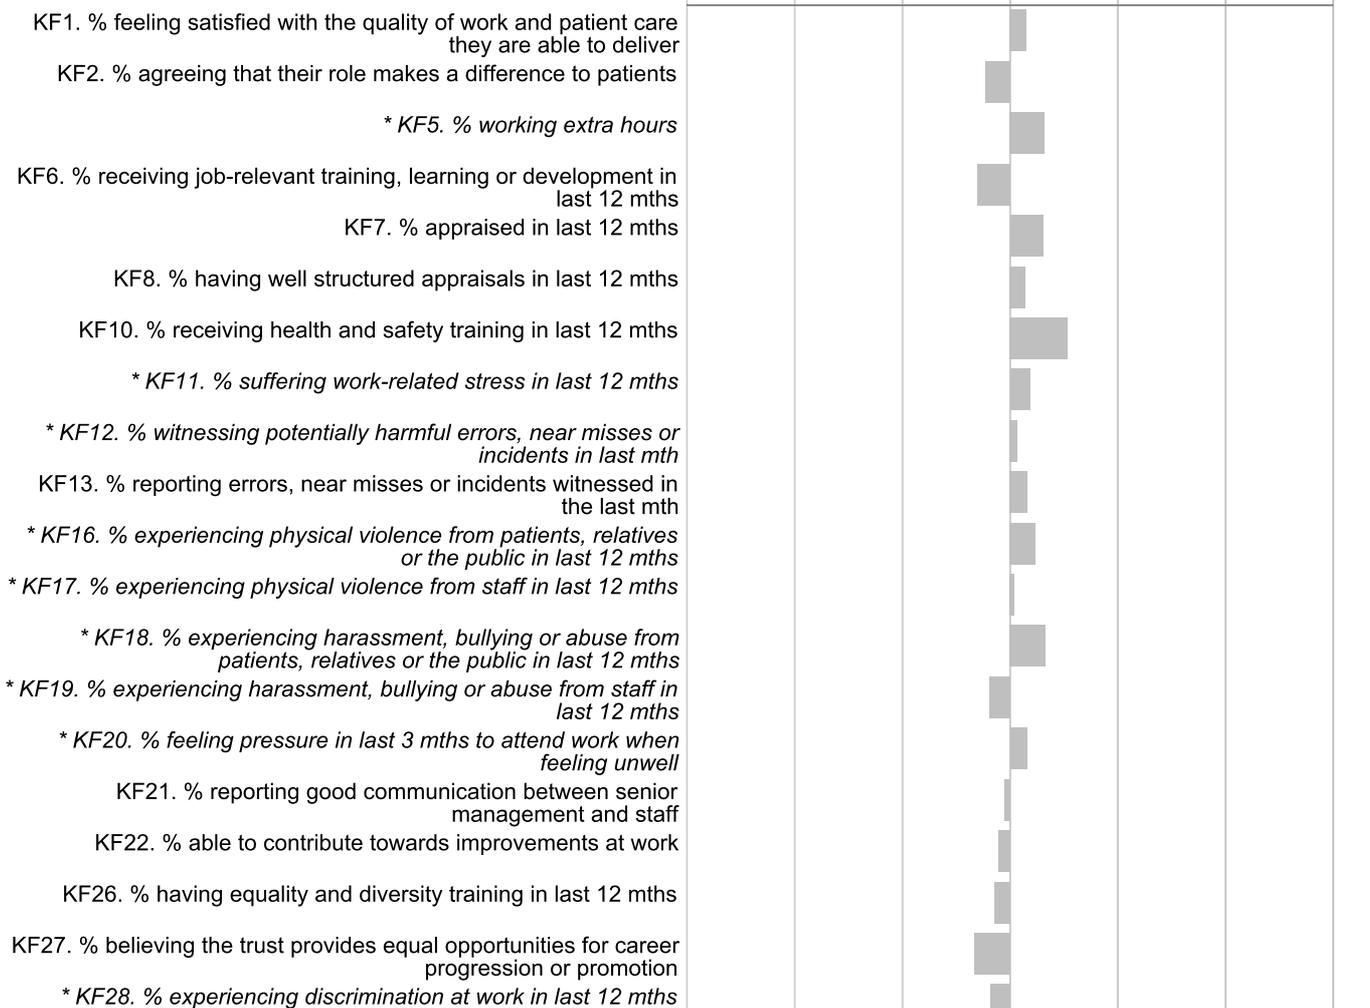 KF1. % feeling satisfied with the quality of work and patient care
they are able to deliver
KF2. % agreeing that their role makes a difference to patients
* KF5. % working extra hours
KF6. % receiving job-relevant training, learning or development in
last 12 mths
KF7. % appraised in last 12 mths
KF8. % having well structured appraisals in last 12 mths
KF10. % receiving health and safety training in last 12 mths
* KF11. % suffering work-related stress in last 12 mths
* KF12. % witnessing potentially harmful errors, near misses or
incidents in last mth
KF13. % reporting errors, near misses or incidents witnessed in
the last mth
* KF16. % experiencing physical violence from patients, relatives
or the public in last 12 mths
* KF17. % experiencing physical violence from staff in last 12 mths
* KF18. % experiencing harassment, bullying or abuse from
patients, relatives or the public in last 12 mths
* KF19. % experiencing harassment, bullying or abuse from staff in
last 12 mths
* KF20. % feeling pressure in last 3 mths to attend work when
feeling unwell
KF21. % reporting good communication between senior
management and staff
KF22. % able to contribute towards improvements at work
KF26. % having equality and diversity training in last 12 mths
KF27. % believing the trust provides equal opportunities for career
progression or promotion
* KF28. % experiencing discrimination at work in last 12 mths